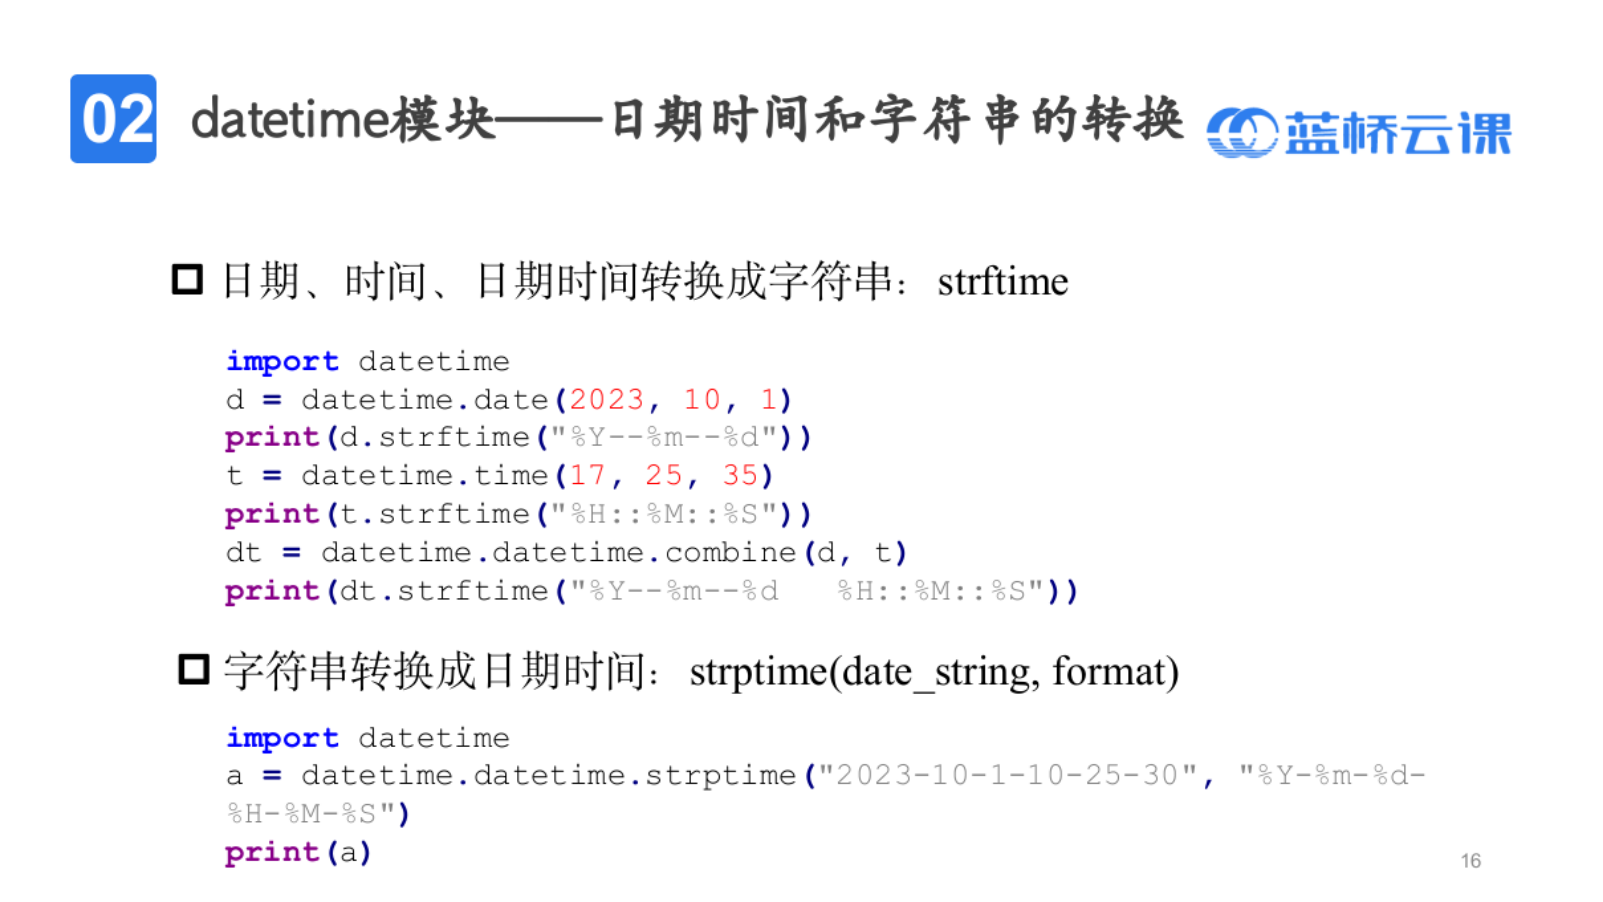 02 datetime模块——日期时间和字符串的转换 蓝桥云课
日期、时间、日期时间转换成字符串：strftime
import datetime
d = datetime.date(2023, 10, 1)
print(d.strftime("%Y--%m--%d"))
t = datetime.time(17, 25, 35)
print(t.strftime("%H::%M::%S"))
dt = datetime.datetime.combine(d, t)
print(dt.strftime("%Y--%m--%d   %H::%M::%S"))
字符串转换成日期时间：strptime(date_string, format)
import datetime
a = datetime.datetime.strptime("2023-10-1-10-25-30", "%Y-%m-%d-
%H-%M-%S")
print(a)
16